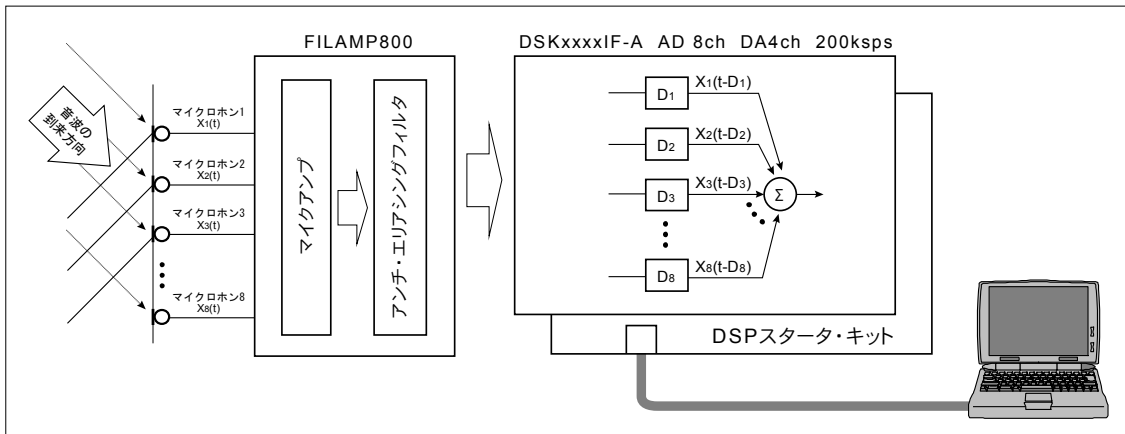 FILAMP800
DSKxxxxIF-A AD 8ch DA4ch 200ksps
音波の
到来方向
マイクロホン1
X1(t)
マイクロホン2
X2(t)
マイクロホン3
X3(t)
マイクロホン8
X8(t)
マイクアンプ
アンチ・エリアシングフィルタ
D1
X1(t-D1)
D2
X2(t-D2)
D3
X3(t-D3)
D8
X8(t-D8)
Σ
DSPスタータ・キット